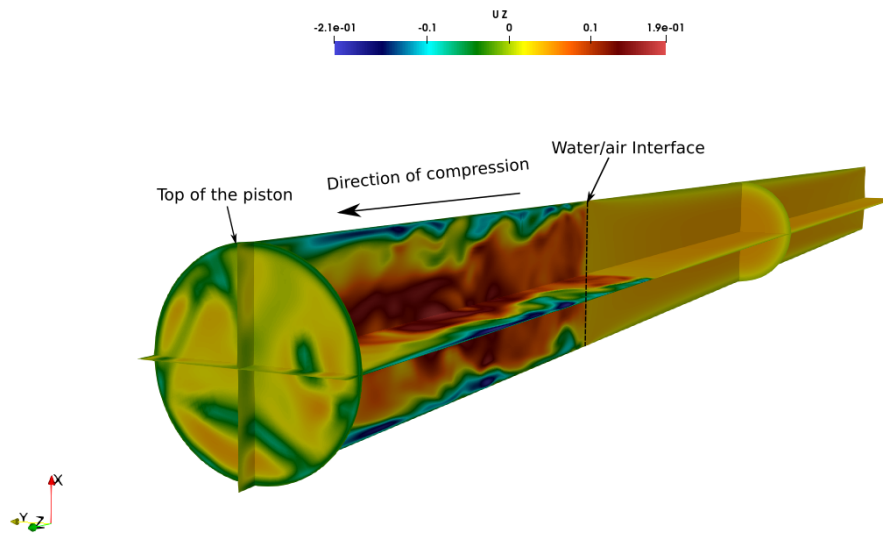 U Z
-2.1e-01 -0.1 0 0.1 1.9e-01
Water/air Interface
Direction of compression
Top of the piston
X
Y Z